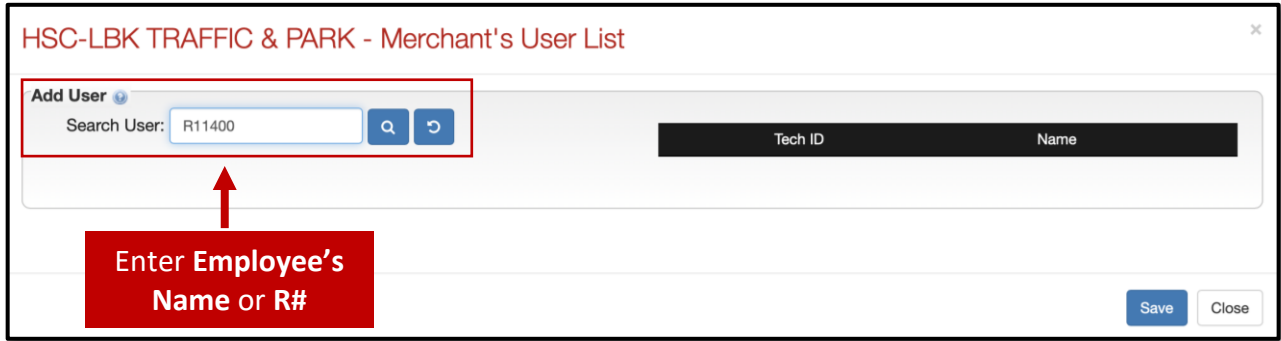 HSC-LBK TRAFFIC & PARK - Merchant's User List
×
Add User
Search User: R11400
Tech ID Name
Enter Employee’s
Name or R#
Save Close